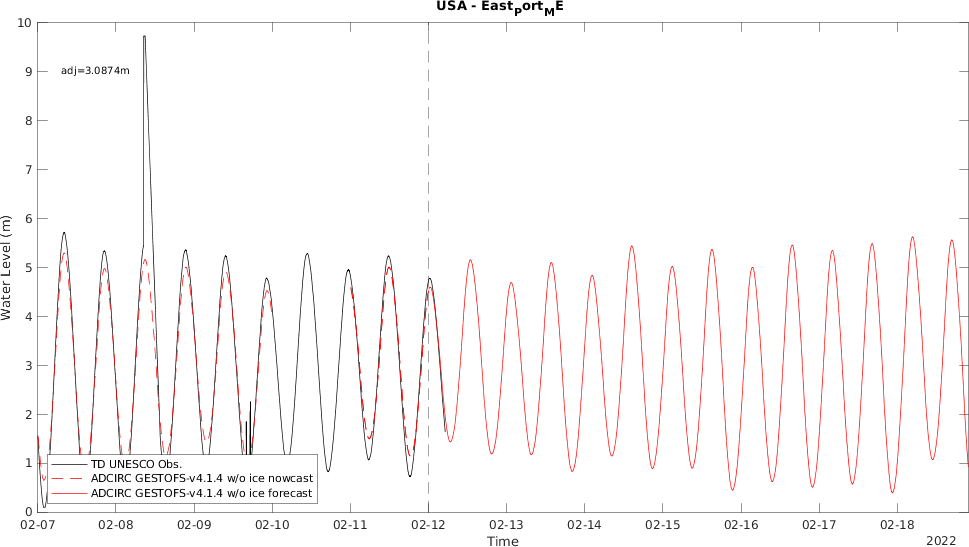 USA - East_Port_ME
adj=3.0874m
Water Level (m)
10
9
8
7
6
5
4
3
2
1
0
TD UNESCO Obs.
ADCIRC GESTOFS-v4.1.4 w/o ice nowcast
ADCIRC GESTOFS-v4.1.4 w/o ice forecast
02-07 02-08 02-09 02-10 02-11 02-12 02-13 02-14 02-15 02-16 02-17 02-18
Time
2022